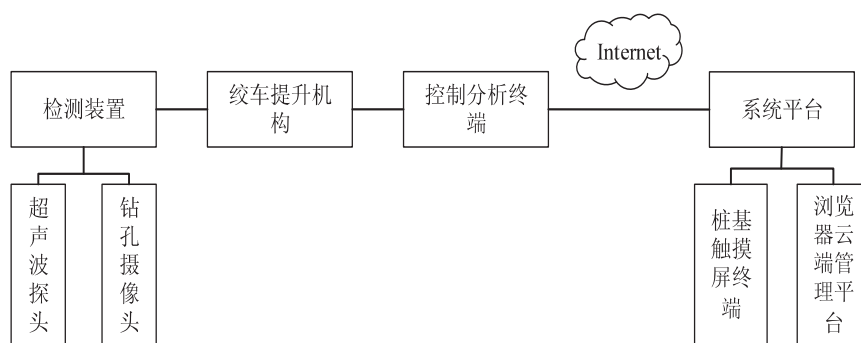 Internet
检测装置
绞车提升机
构
控制分析终
端
系统平台
超
声
波
探
头
钻
孔
摄
像
头
桩基
触摸
屏终
端
浏览
器云
端管
理平
台